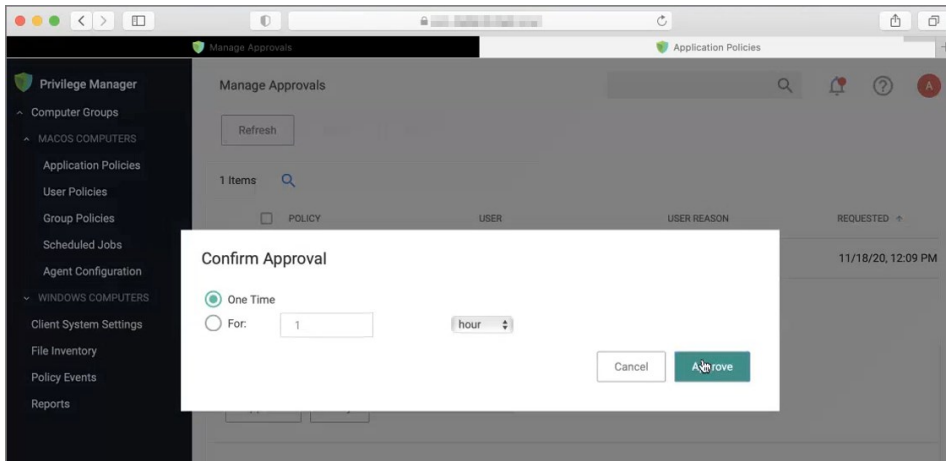 Manage Approvals
Application Policies
Privilege Manager
Computer Groups
MACOS COMPUTERS
Application Policies
User Policies
Group Policies
Scheduled Jobs
Agent Configuration
WINDOWS COMPUTERS
Client System Settings
File Inventory
Policy Events
Reports
Manage Approvals
A
Refresh
1 Items
POLICY USER USER REASON REQUESTED
11/18/20, 12:09 PM
Confirm Approval
One Time
For: 1 hour
Cancel Approve